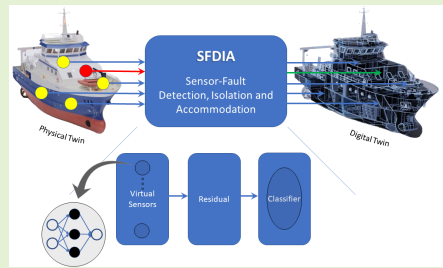 SFDIA
Sensor-Fault
Detection, Isolation and
Accommodation
Physical Twin
Digital Twin
Virtual
Sensors
Residual
Classifier